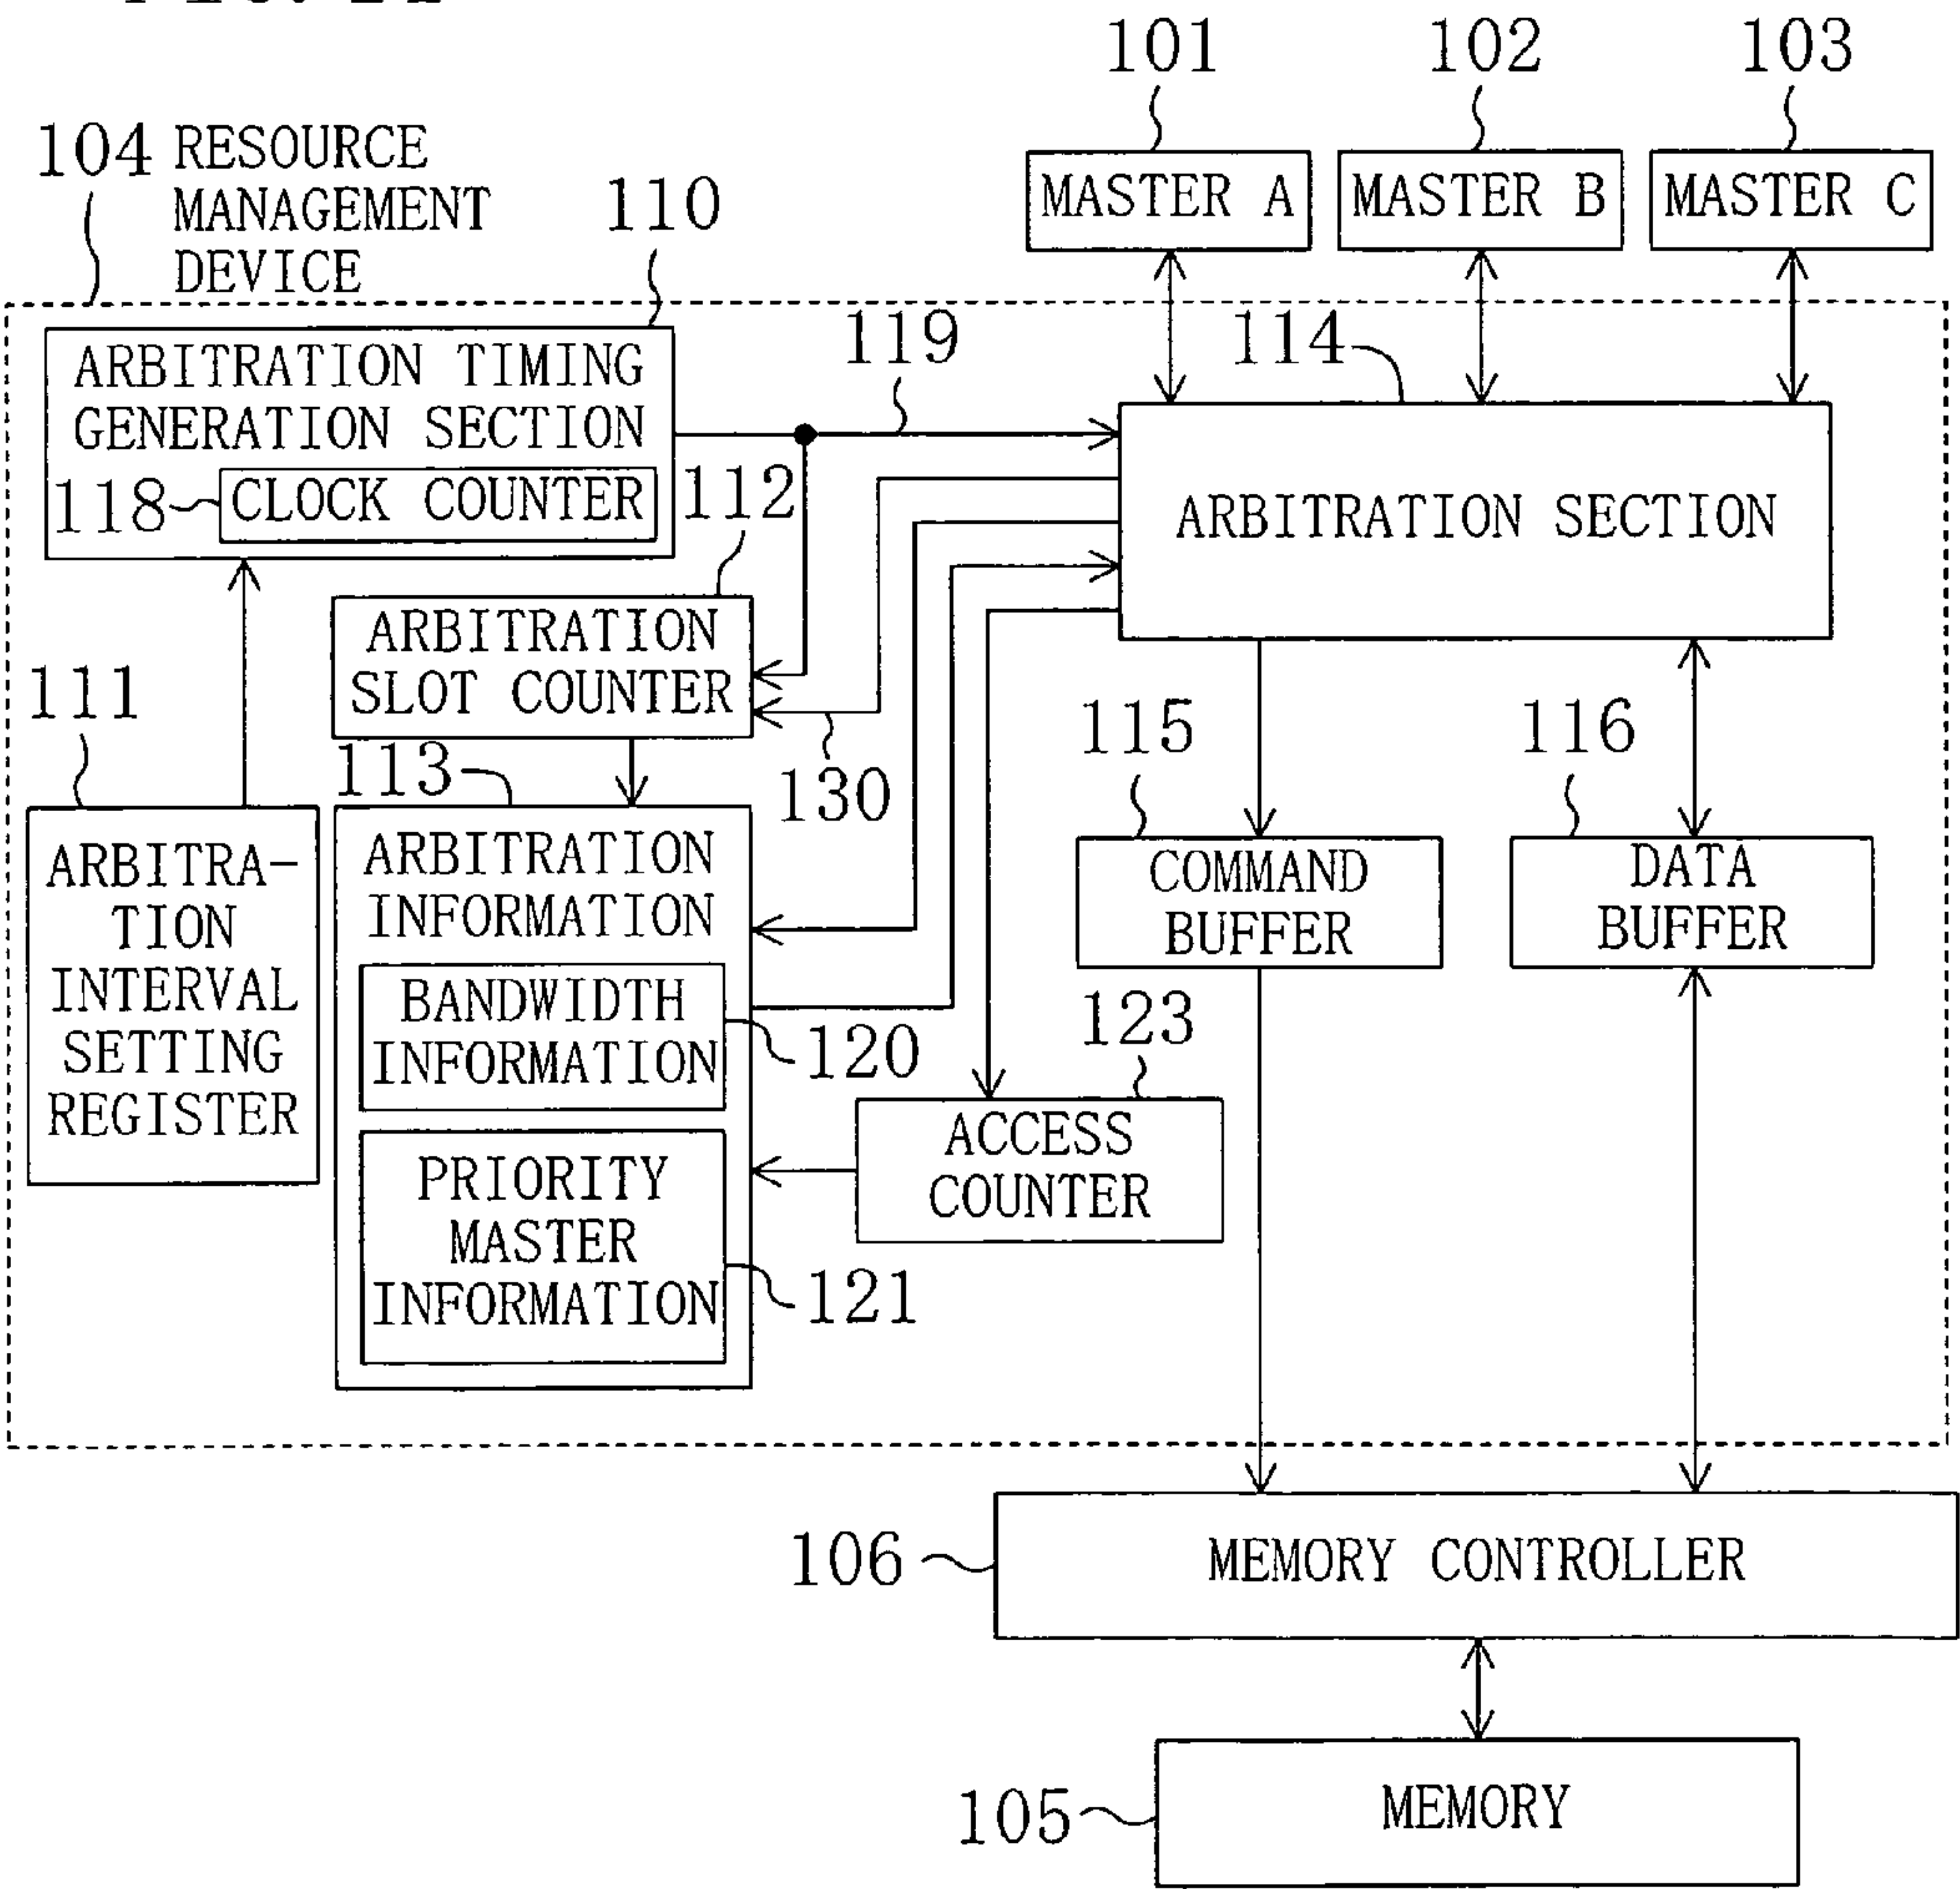 101
102
103
104 RESOURCE
MANAGEMENT
DEVICE
110
MASTER A
MASTER B
MASTER C
ARBITRATION TIMING
GENERATION SECTION
118
CLOCK COUNTER
119
114
112
ARBITRATION SECTION
ARBITRATION
SLOT COUNTER
111
113
130
115
116
ARBITRA-
TION
INTERVAL
SETTING
REGISTER
ARBITRATION
INFORMATION
BANDWIDTH
INFORMATION
120
PRIORITY
MASTER
INFORMATION
121
COMMAND
BUFFER
DATA
BUFFER
123
ACCESS
COUNTER
106
MEMORY CONTROLLER
105
MEMORY